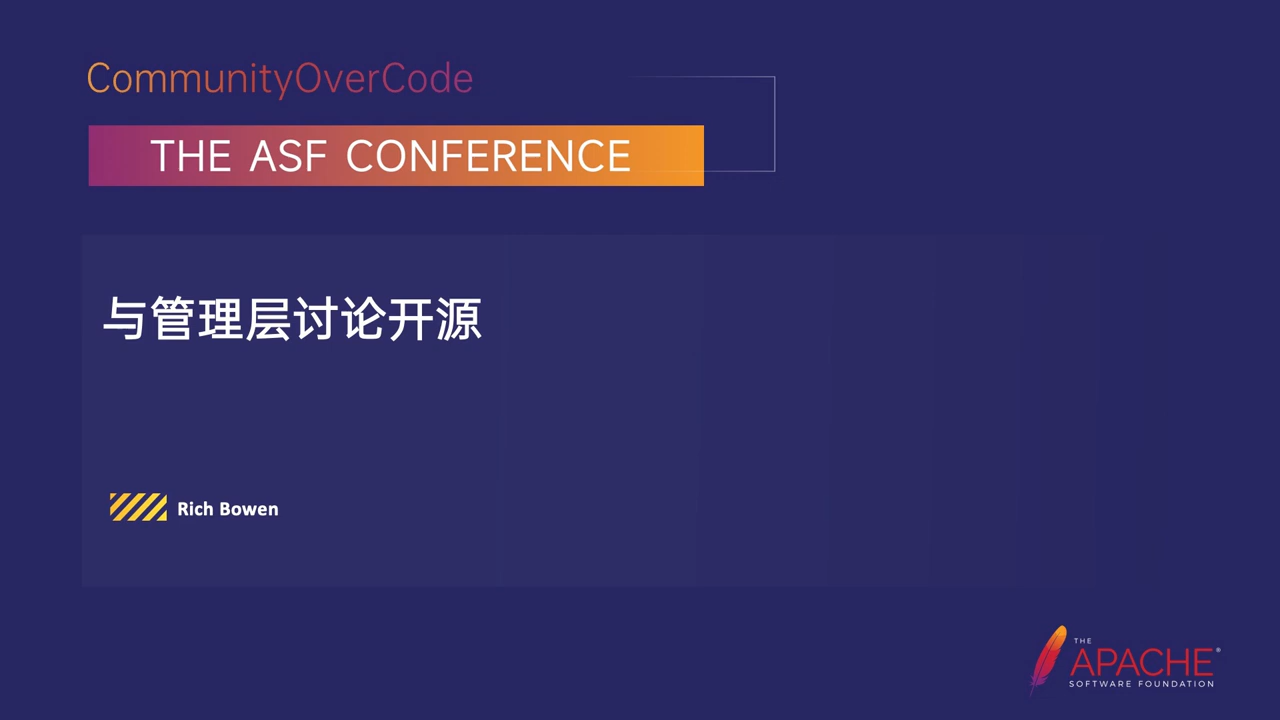 CommunityOverCode
THE ASF CONFERENCE
与管理层讨论开源
Rich Bowen
THE
APACHE®
SOFTWARE FOUNDATION